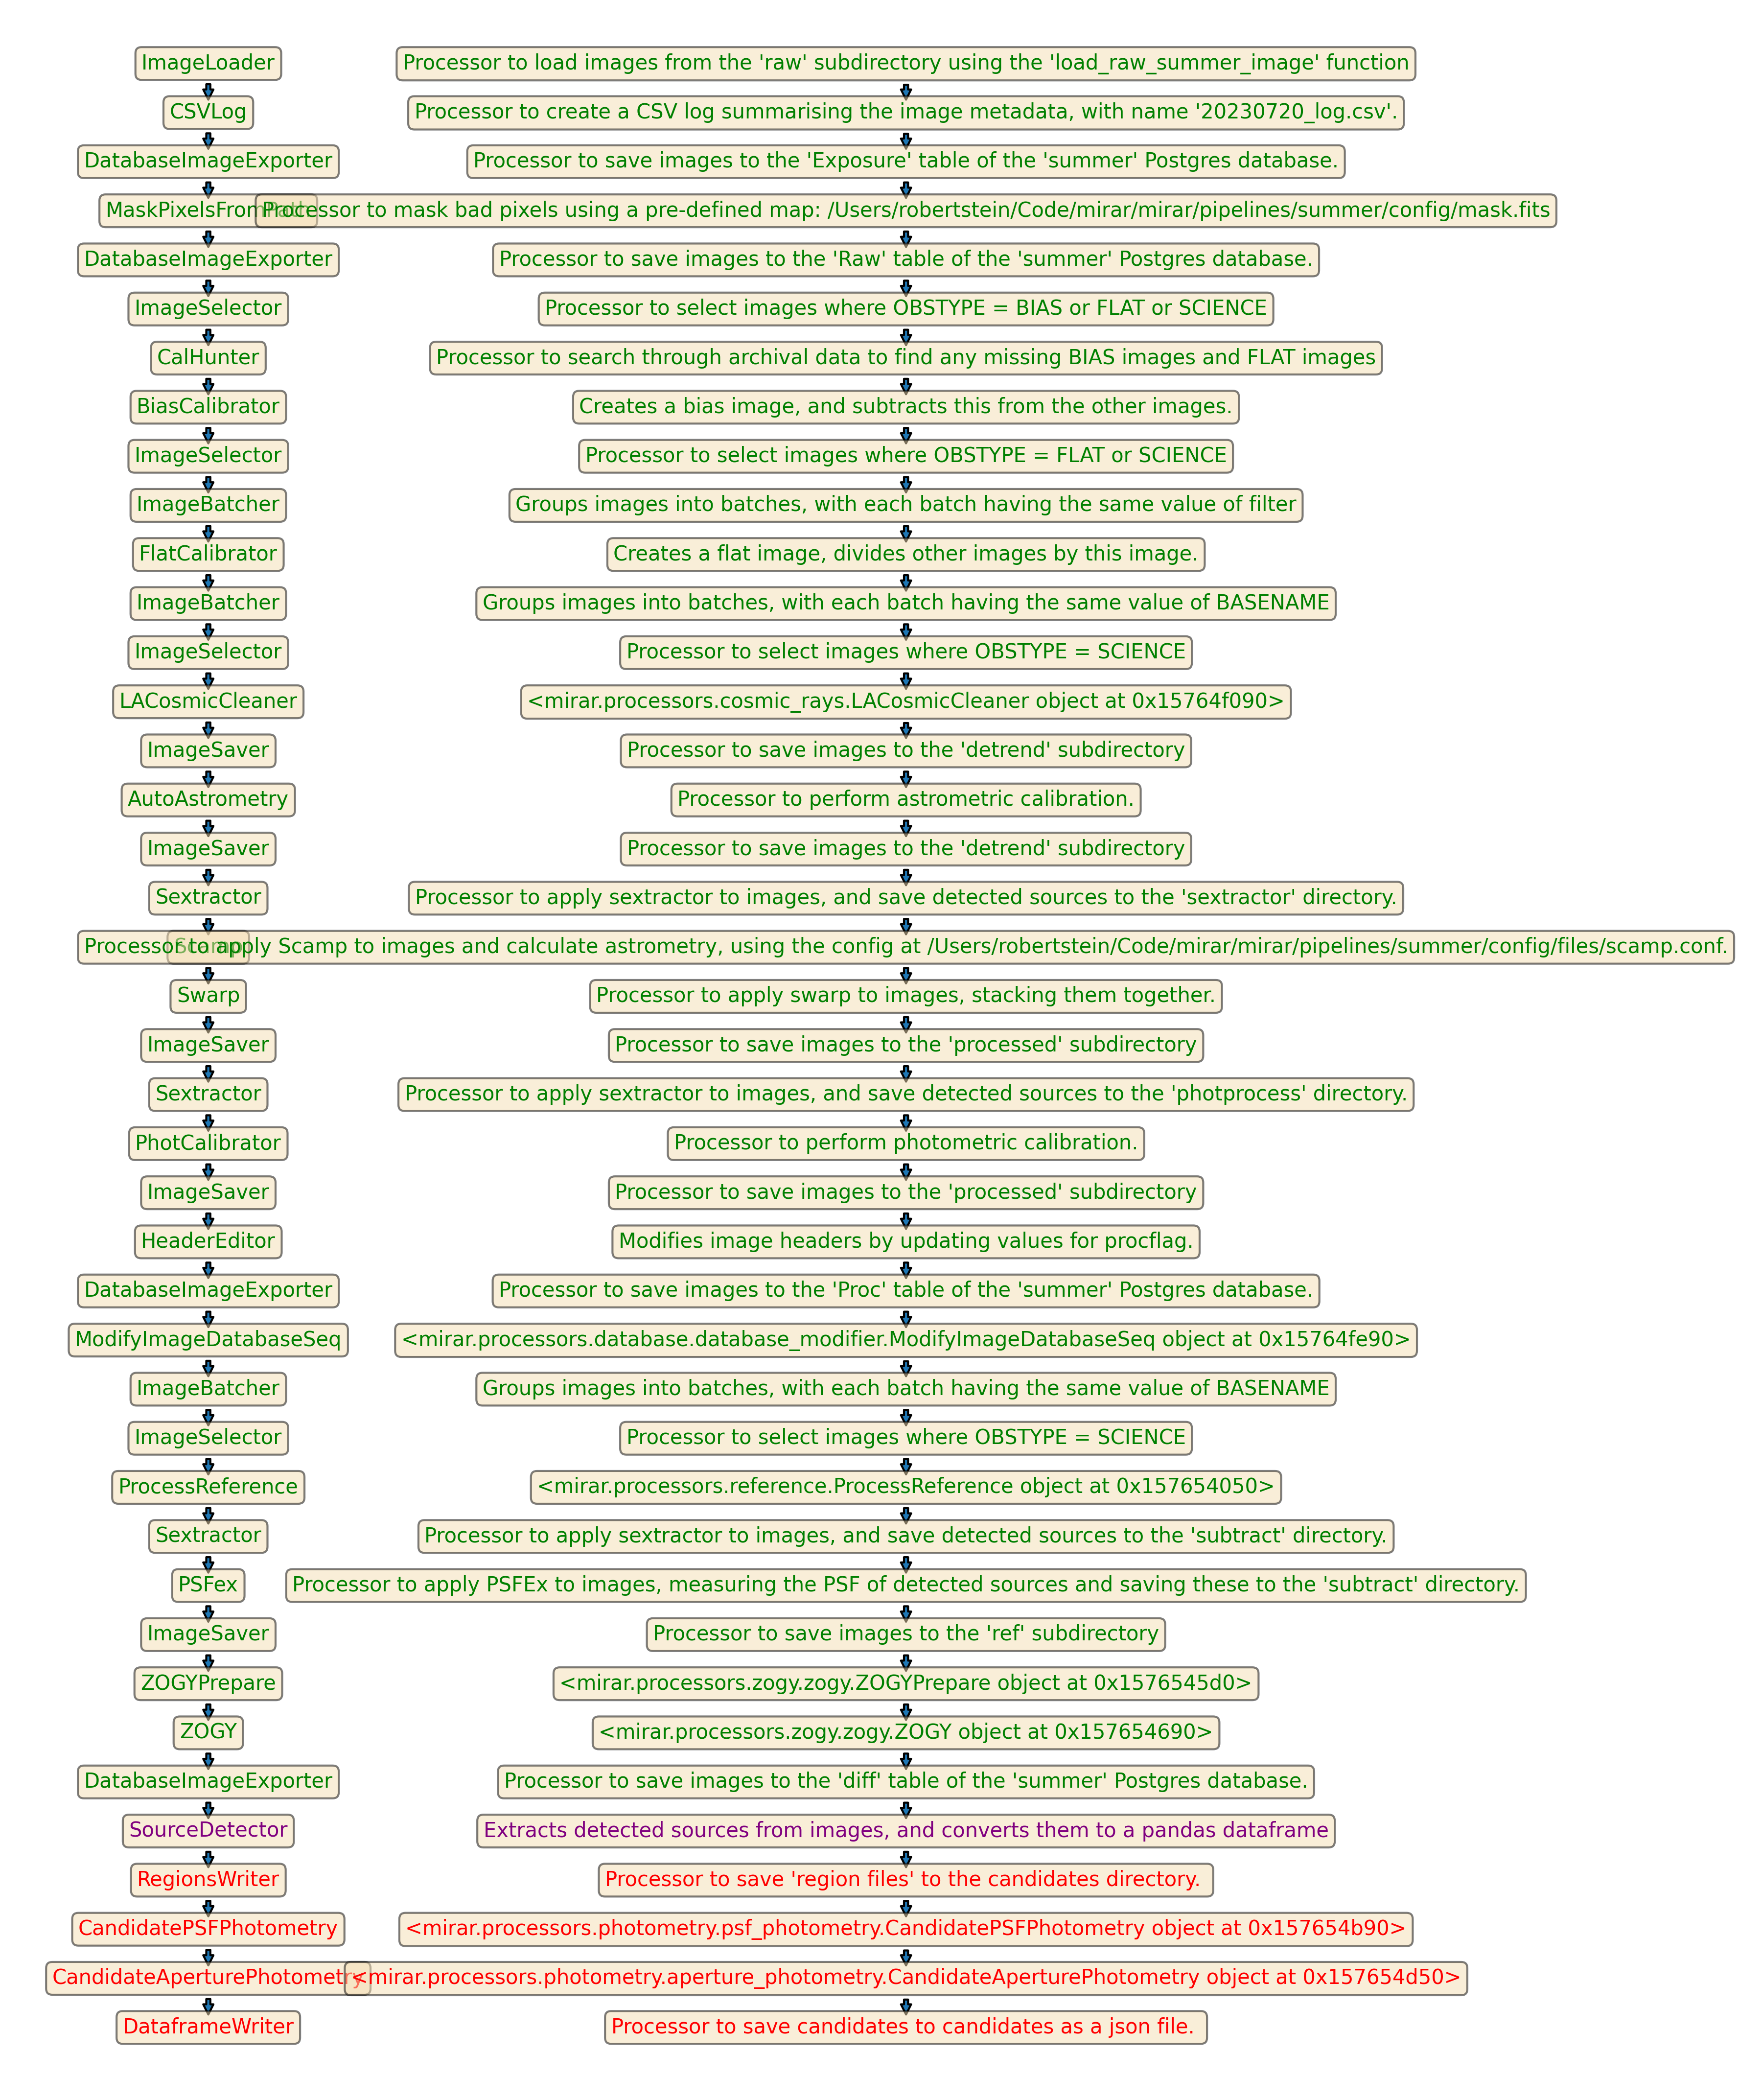 ImageLoader Processor to load images from the 'raw' subdirectory using the 'load_raw_summer_image' function
CSVLog Processor to create a CSV log summarising the image metadata, with name '20230720_log.csv'.
DatabaseImageExporter Processor to save images to the 'Exposure' table of the 'summer' Postgres database.
MaskPixelsFromPath Processor to mask bad pixels using a pre-defined map: /Users/robertstein/Code/mirar/mirar/pipelines/summer/config/mask.fits
DatabaseImageExporter Processor to save images to the 'Raw' table of the 'summer' Postgres database.
ImageSelector Processor to select images where OBSTYPE = BIAS or FLAT or SCIENCE
CalHunter Processor to search through archival data to find any missing BIAS images and FLAT images
BiasCalibrator Creates a bias image, and subtracts this from the other images.
ImageSelector Processor to select images where OBSTYPE = FLAT or SCIENCE
ImageBatcher Groups images into batches, with each batch having the same value of filter
FlatCalibrator Creates a flat image, divides other images by this image.
ImageBatcher Groups images into batches, with each batch having the same value of BASENAME
ImageSelector Processor to select images where OBSTYPE = SCIENCE
LACosmicCleaner <mirar.processors.cosmic_rays.LACosmicCleaner object at 0x15764f090>
ImageSaver Processor to save images to the 'detrend' subdirectory
AutoAstrometry Processor to perform astrometric calibration.
ImageSaver Processor to save images to the 'detrend' subdirectory
Sextractor Processor to apply sextractor to images, and save detected sources to the 'sextractor' directory.
Scamp Processor to apply Scamp to images and calculate astrometry, using the config at /Users/robertstein/Code/mirar/mirar/pipelines/summer/config/files/scamp.conf.
Swarp Processor to apply swarp to images, stacking them together.
ImageSaver Processor to save images to the 'processed' subdirectory
Sextractor Processor to apply sextractor to images, and save detected sources to the 'photprocess' directory.
PhotCalibrator Processor to perform photometric calibration.
ImageSaver Processor to save images to the 'processed' subdirectory
HeaderEditor Modifies image headers by updating values for procflag.
DatabaseImageExporter Processor to save images to the 'Proc' table of the 'summer' Postgres database.
ModifyImageDatabaseSeq <mirar.processors.database.database_modifier.ModifyImageDatabaseSeq object at 0x15764fe90>
ImageBatcher Groups images into batches, with each batch having the same value of BASENAME
ImageSelector Processor to select images where OBSTYPE = SCIENCE
ProcessReference <mirar.processors.reference.ProcessReference object at 0x157654050>
Sextractor Processor to apply sextractor to images, and save detected sources to the 'subtract' directory.
PSFex Processor to apply PSFEx to images, measuring the PSF of detected sources and saving these to the 'subtract' directory.
ImageSaver Processor to save images to the 'ref' subdirectory
ZOGYPrepare <mirar.processors.zogy.zogy.ZOGYPrepare object at 0x1576545d0>
ZOGY <mirar.processors.zogy.zogy.ZOGY object at 0x157654690>
DatabaseImageExporter Processor to save images to the 'diff' table of the 'summer' Postgres database.
SourceDetector Extracts detected sources from images, and converts them to a pandas dataframe
RegionsWriter Processor to save 'region files' to the candidates directory.
CandidatePSFPhotometry <mirar.processors.photometry.psf_photometry.CandidatePSFPhotometry object at 0x157654b90>
CandidateAperturePhotometry <mirar.processors.photometry.aperture_photometry.CandidateAperturePhotometry object at 0x157654d50>
DataframeWriter Processor to save candidates to candidates as a json file.